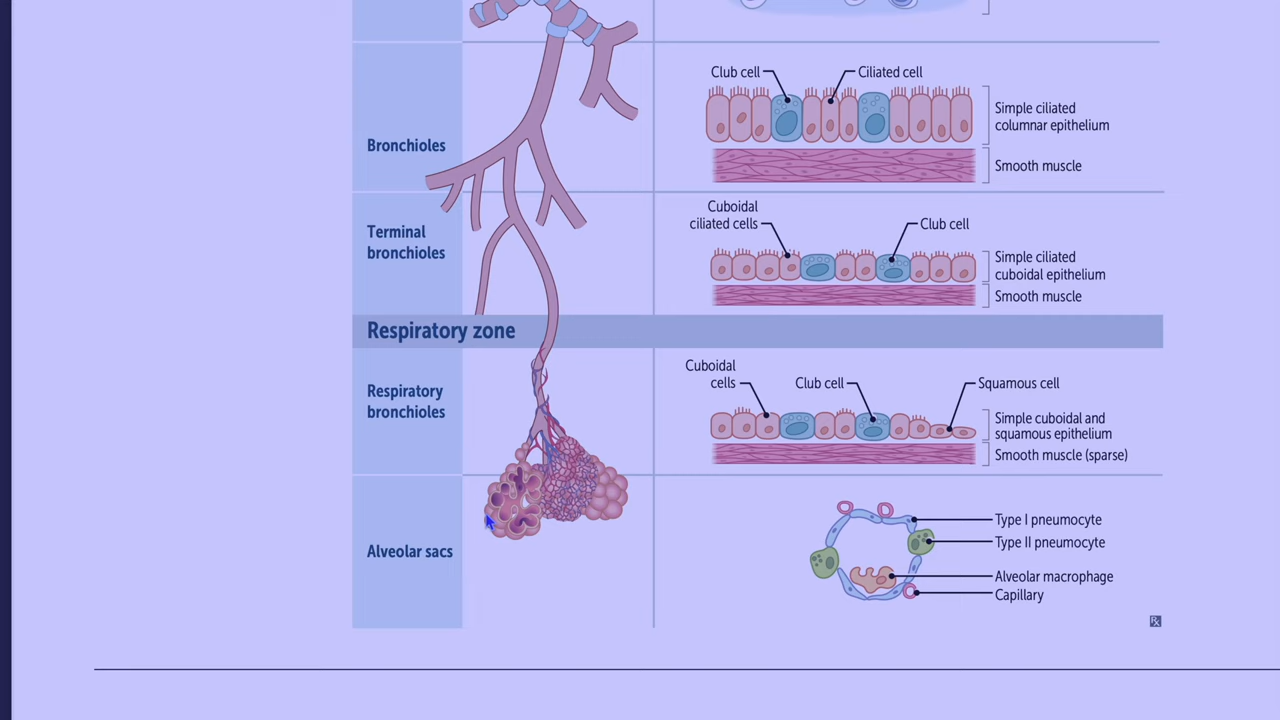 Club cell
Ciliated cell
Simple ciliated
columnar epithelium
Bronchioles
Smooth muscle
Cuboidal
ciliated cells
Club cell
Terminal
bronchioles
Simple ciliated
cuboidal epithelium
Smooth muscle
Respiratory zone
Cuboidal
cells
Club cell
Squamous cell
Respiratory
bronchioles
Simple cuboidal and
squamous epithelium
Smooth muscle (sparse)
Type I pneumocyte
Type II pneumocyte
Alveolar sacs
Alveolar macrophage
Capillary
Rx